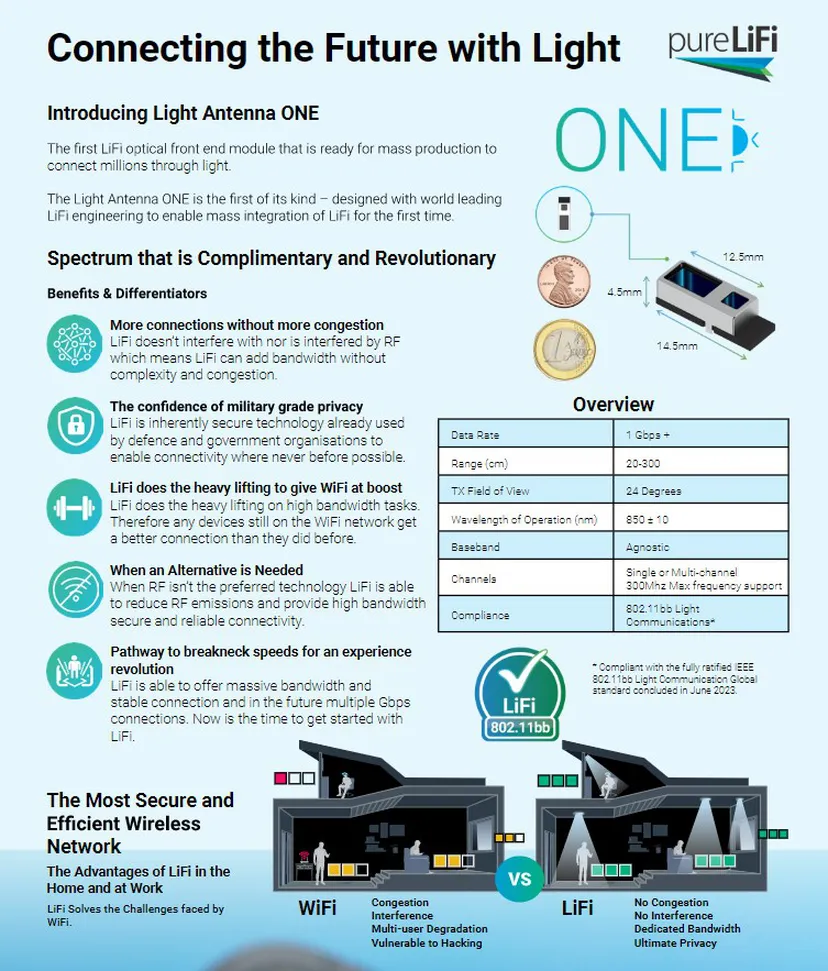 Connecting the Future with Light
pureLiFi
Introducing Light Antenna ONE
The first LiFi optical front end module that is ready for mass production to
connect millions through light.
The Light Antenna ONE is the first of its kind – designed with world leading
LiFi engineering to enable mass integration of LiFi for the first time.
ONE
12.5mm
4.5mm
14.5mm
Spectrum that is Complimentary and Revolutionary
Benefits & Differentiators
More connections without more congestion
LiFi doesn't interfere with nor is interfered by RF
which means LiFi can add bandwidth without
complexity and congestion.
The confidence of military grade privacy
LiFi is inherently secure technology already used
by defence and government organisations to
enable connectivity where never before possible.
LiFi does the heavy lifting to give WiFi at boost
LiFi does the heavy lifting on high bandwidth tasks.
Therefore any devices still on the WiFi network get
a better connection than they did before.
When an Alternative is Needed
When RF isn't the preferred technology LiFi is able
to reduce RF emissions and provide high bandwidth
secure and reliable connectivity.
Pathway to breakneck speeds for an experience
revolution
LiFi is able to offer massive bandwidth and
stable connection and in the future multiple Gbps
connections. Now is the time to get started with
LiFi.
Overview
Data Rate 1 Gbps +
Range (cm) 20-300
TX Field of View 24 Degrees
Wavelength of Operation (nm) 850 ± 10
Baseband Agnostic
Channels Single or Multi-channel
300Mhz Max frequency support
Compliance 802.11bb Light
Communications*
LiFi
802.11bb
* Compliant with the fully ratified IEEE
802.11bb Light Communication Global
standard concluded in June 2023.
The Most Secure and
Efficient Wireless
Network
The Advantages of LiFi in the
Home and at Work
LiFi Solves the Challenges faced by
WiFi.
WiFi
Congestion
Interference
Multi-user Degradation
Vulnerable to Hacking
VS
LiFi
No Congestion
No Interference
Dedicated Bandwidth
Ultimate Privacy